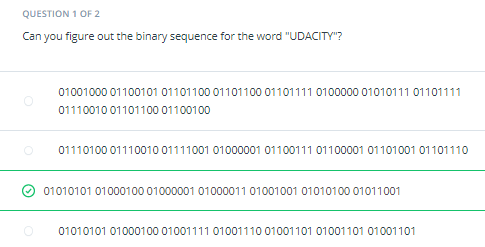 QUESTION 1 OF 2
Can you figure out the binary sequence for the word "UDACITY"?
01001000 01100101 01101100 01101100 01101111 0100000 01010111 01101111
01110010 01101100 01100100
01110100 01110010 01111001 01000001 01100111 01100001 01101001 01101110
01010101 01000100 01000001 01000011 01001001 01010100 01011001
01010101 01000100 01001111 01001110 01001101 01001101 01001101